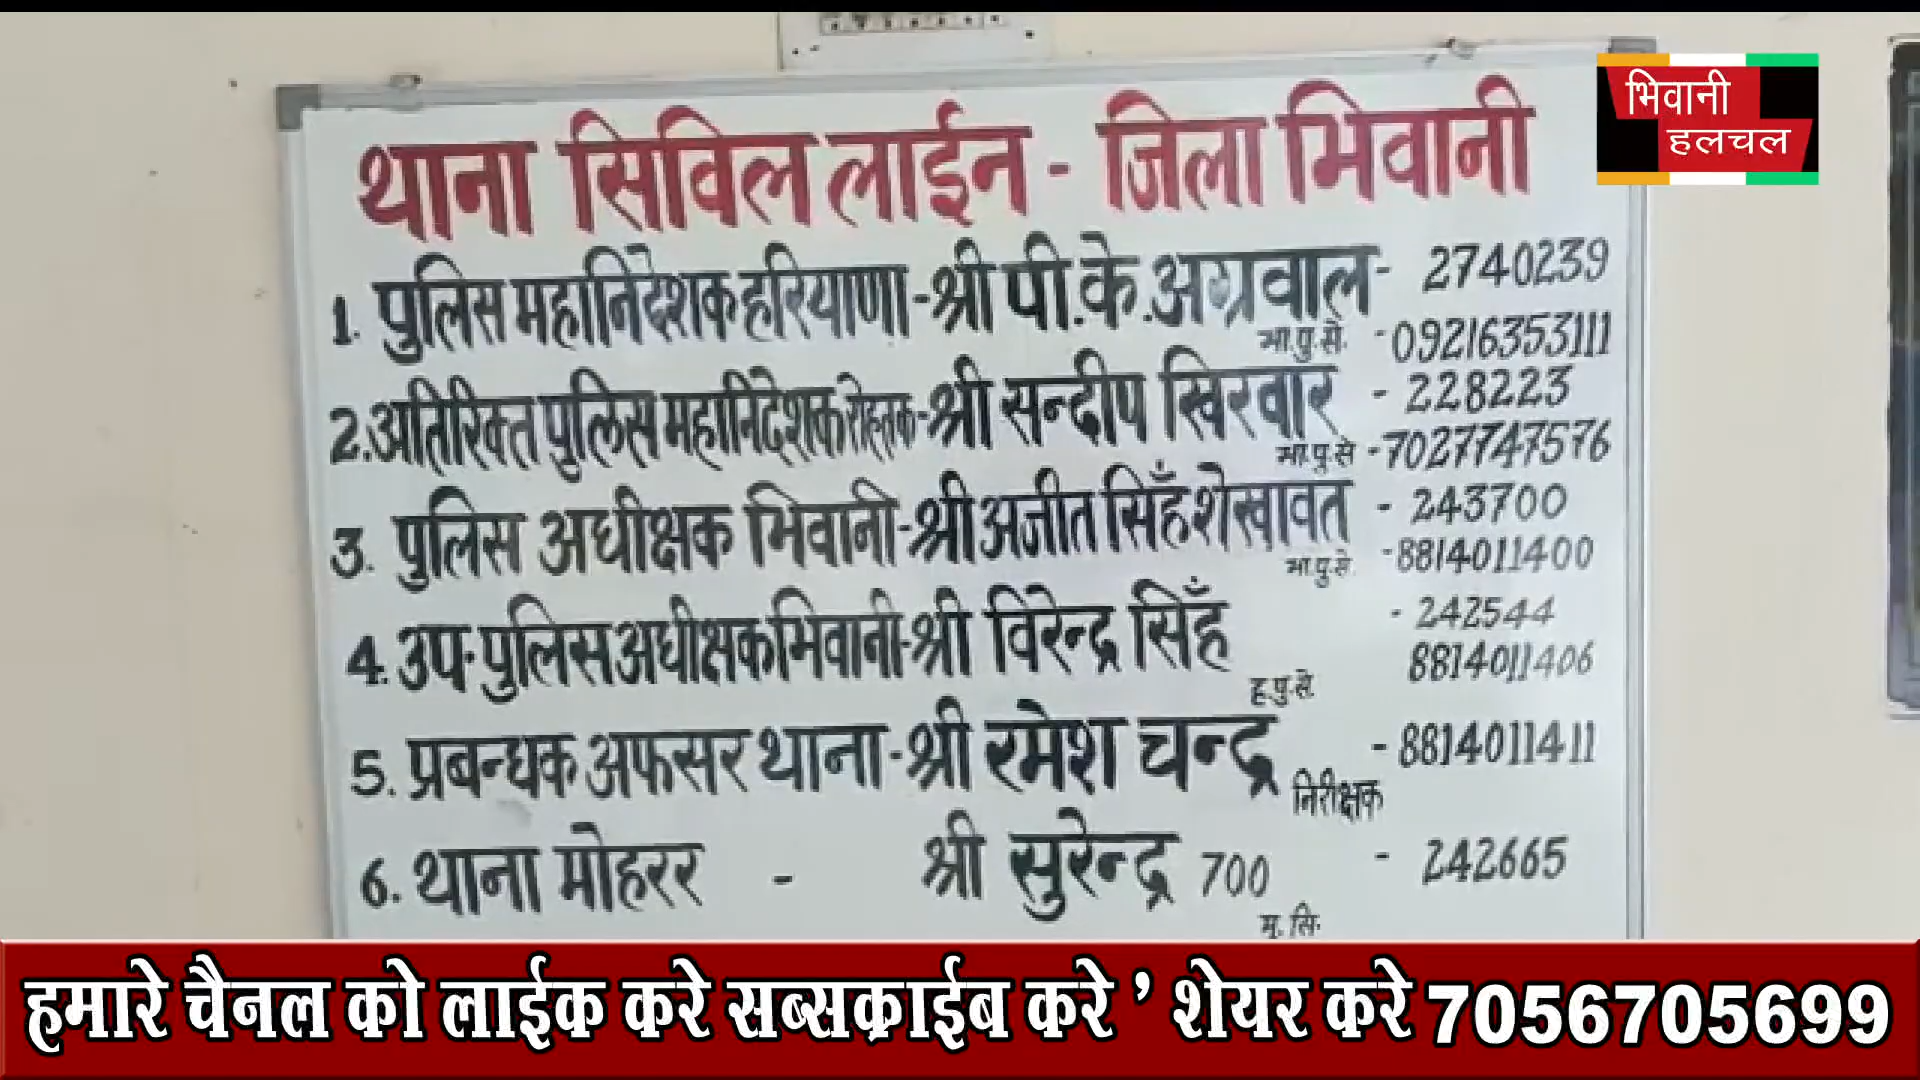 भिवानी
हलचल
थाना सिविल लाईन - जिला भिवानी
1. पुलिस महानिदेशक हरियाणा - श्री पी.के.अग्रवाल - 2740239
भा.पु.से. - 09216353111
2. अतिरिक्त पुलिस महानिदेशक रोहतक - श्री सन्दीप खिरवार - 228223
भा.पु.से - 7027747576
3. पुलिस अधीक्षक भिवानी - श्री अजीत सिँह शेखावत - 243700
भा.पु.से. - 8814011400
4. उप-पुलिस अधीक्षक भिवानी - श्री विरेन्द्र सिँह - 242544
ह.पु.से. 8814011406
5. प्रबन्धक अफसर थाना - श्री रमेश चन्द्र - 8814011411
निरीक्षक
6. थाना मोहरर - श्री सुरेन्द्र 700 - 242665
मु. सि.
हमारे चैनल को लाईक करे सब्सक्राईब करे ’ शेयर करे 7056705699